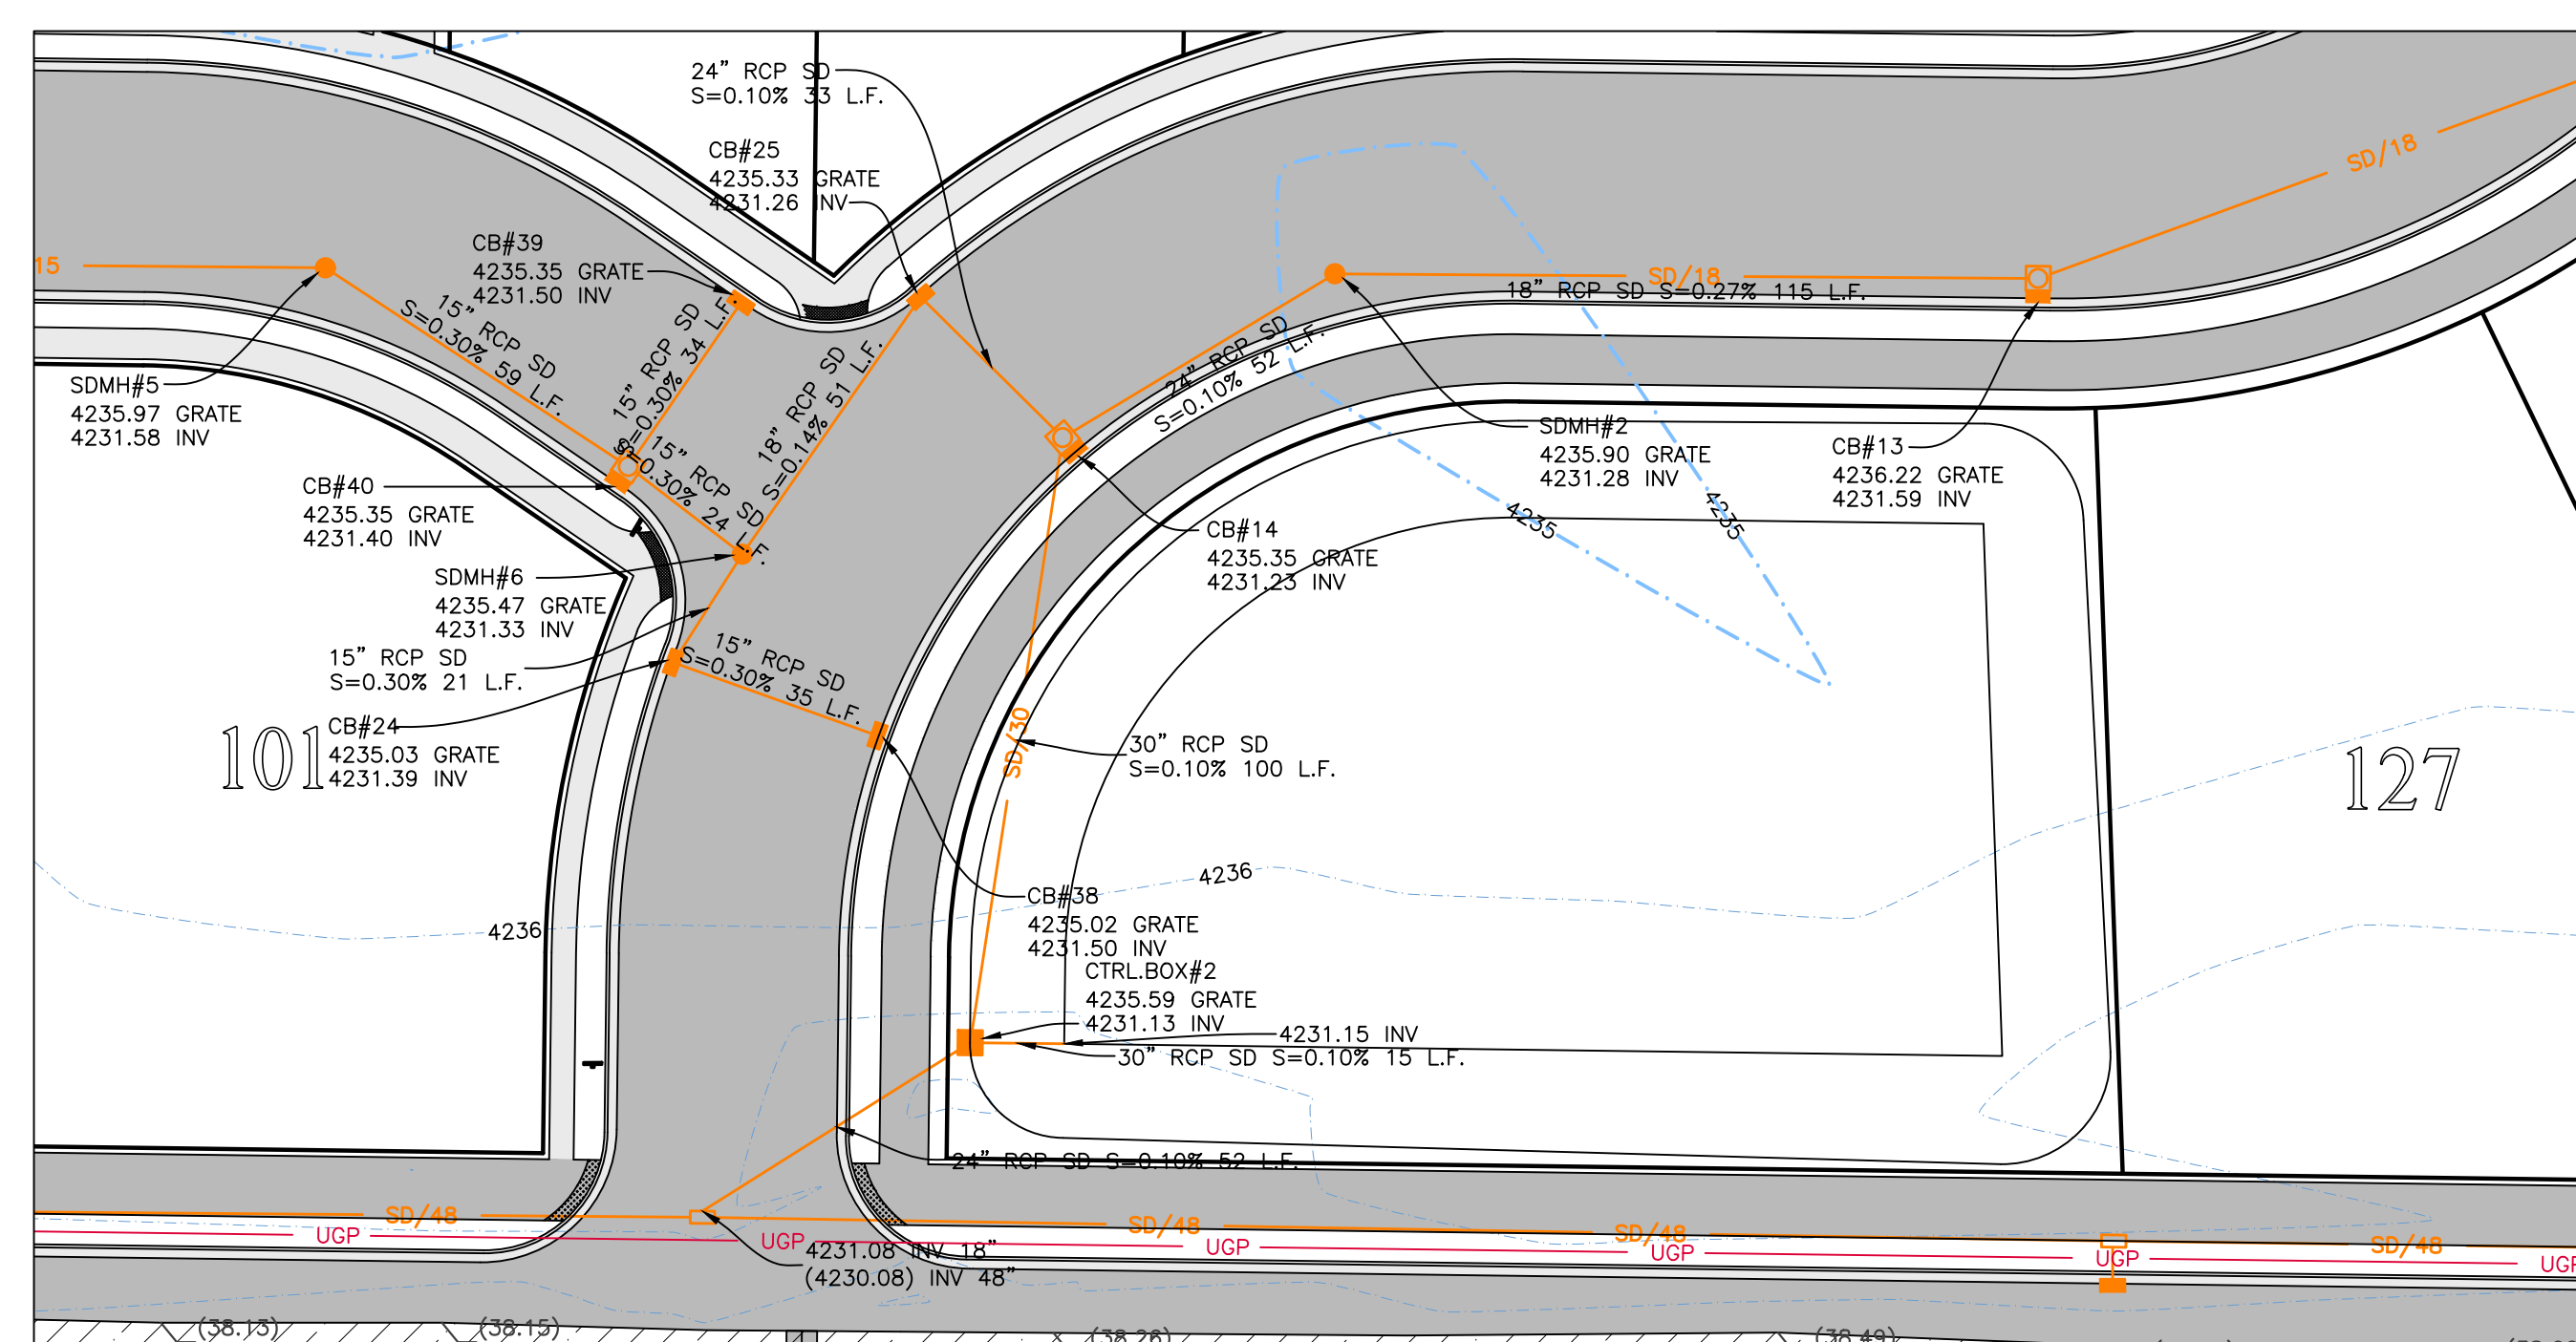 24” RCP SD
S=0.10% 33 L.F.
CB#25
4235.33 GRATE
4231.26 INV
SD/18
CB#39
4235.35 GRATE
4231.50 INV
15
SD/18
18” RCP SD S=0.27% 115 L.F.
15” RCP SD
S=0.30% 59 L.F.
15” RCP SD
S=0.30% 34 L.F.
18” RCP SD
S=0.14% 51 L.F.
24” RCP SD
S=0.10% 52 L.F.
SDMH#5
4235.97 GRATE
4231.58 INV
SDMH#2
4235.90 GRATE
4231.28 INV
CB#13
4236.22 GRATE
4231.59 INV
15” RCP SD
S=0.30% 24 L.F.
CB#40
4235.35 GRATE
4231.40 INV
4235
4235
CB#14
4235.35 GRATE
4231.23 INV
SDMH#6
4235.47 GRATE
4231.33 INV
15” RCP SD
S=0.30% 21 L.F.
15” RCP SD
S=0.30% 35 L.F.
CB#24
4235.03 GRATE
4231.39 INV
101
SD/30
30” RCP SD
S=0.10% 100 L.F.
127
4236
4236
CB#38
4235.02 GRATE
4231.50 INV
CTRL.BOX#2
4235.59 GRATE
4231.13 INV
4231.15 INV
30” RCP SD S=0.10% 15 L.F.
24” RCP SD S=0.10% 52 L.F.
SD/48
SD/48
SD/48
SD/48
UGP
UGP
UGP
UGP
UGP
UGP
4231.08 INV 18”
(4230.08) INV 48”
(38.13)
(38.15)
(38.26)
(38.49)